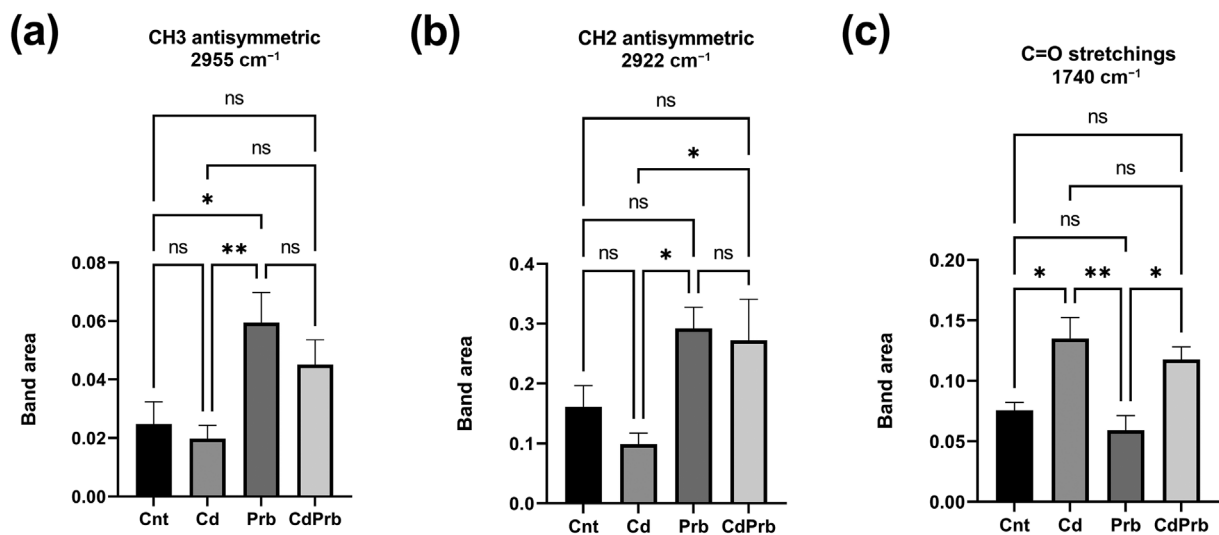 (a)
CH3 antisymmetric
2955 cm⁻¹
ns
ns
*
ns
**
ns
0.08
0.06
0.04
0.02
0.00
Band area
Cnt
Cd
Prb
CdPrb
(b)
CH2 antisymmetric
2922 cm⁻¹
ns
*
ns
ns
*
ns
0.4
0.3
0.2
0.1
0.0
Band area
Cnt
Cd
Prb
CdPrb
(c)
C=O stretchings
1740 cm⁻¹
ns
ns
ns
*
**
*
0.20
0.15
0.10
0.05
0.00
Band area
Cnt
Cd
Prb
CdPrb